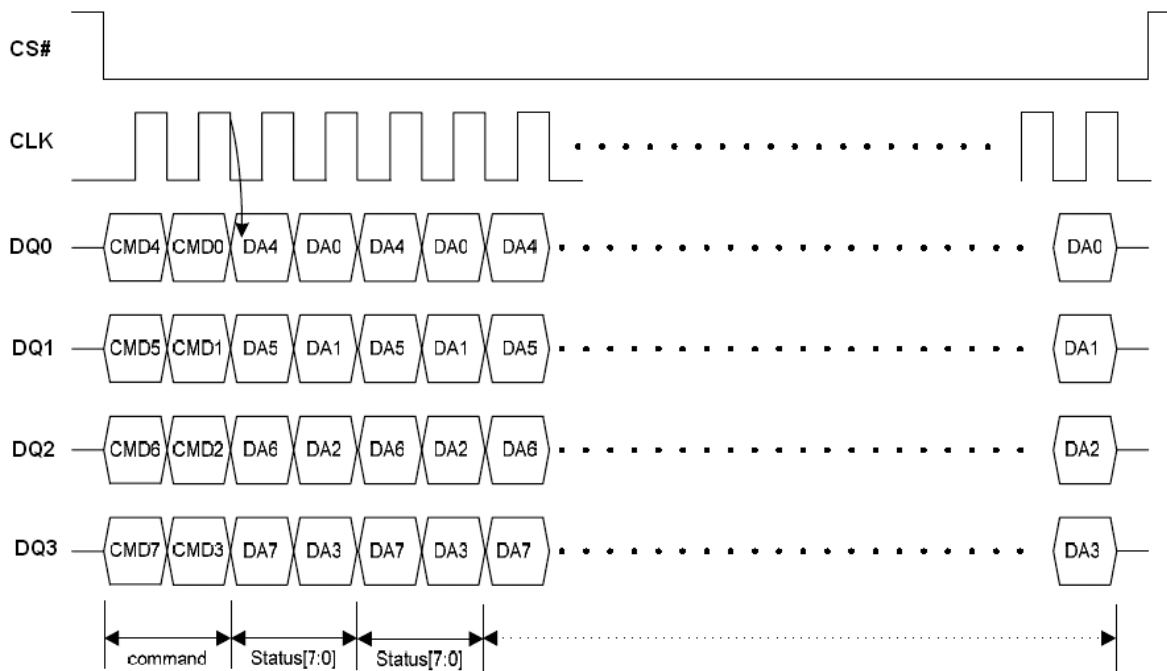 CS#
CLK
DQ0 CMD4 CMD0 DA4 DA0 DA4 DA0 DA4 DA0
DQ1 CMD5 CMD1 DA5 DA1 DA5 DA1 DA5 DA1
DQ2 CMD6 CMD2 DA6 DA2 DA6 DA2 DA6 DA2
DQ3 CMD7 CMD3 DA7 DA3 DA7 DA3 DA7 DA3
command Status[7:0] Status[7:0]